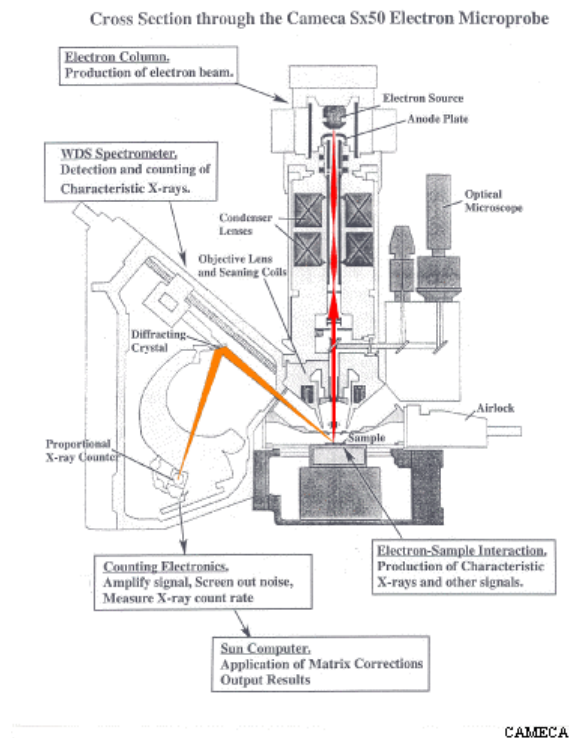 Cross Section through the Cameca Sx50 Electron Microprobe
Electron Column.
Production of electron beam.
Electron Source
Anode Plate
WDS Spectrometer.
Detection and counting of
Characteristic X-rays.
Optical
Microscope
Condenser
Lenses
Objective Lens
and Scaning Coils
Diffracting
Crystal
Airlock
Sample
Proportional
X-ray Counter
Electron-Sample Interaction.
Production of Characteristic
X-rays and other signals.
Counting Electronics.
Amplify signal, Screen out noise,
Measure X-ray count rate
Sun Computer.
Application of Matrix Corrections
Output Results
CAMECA